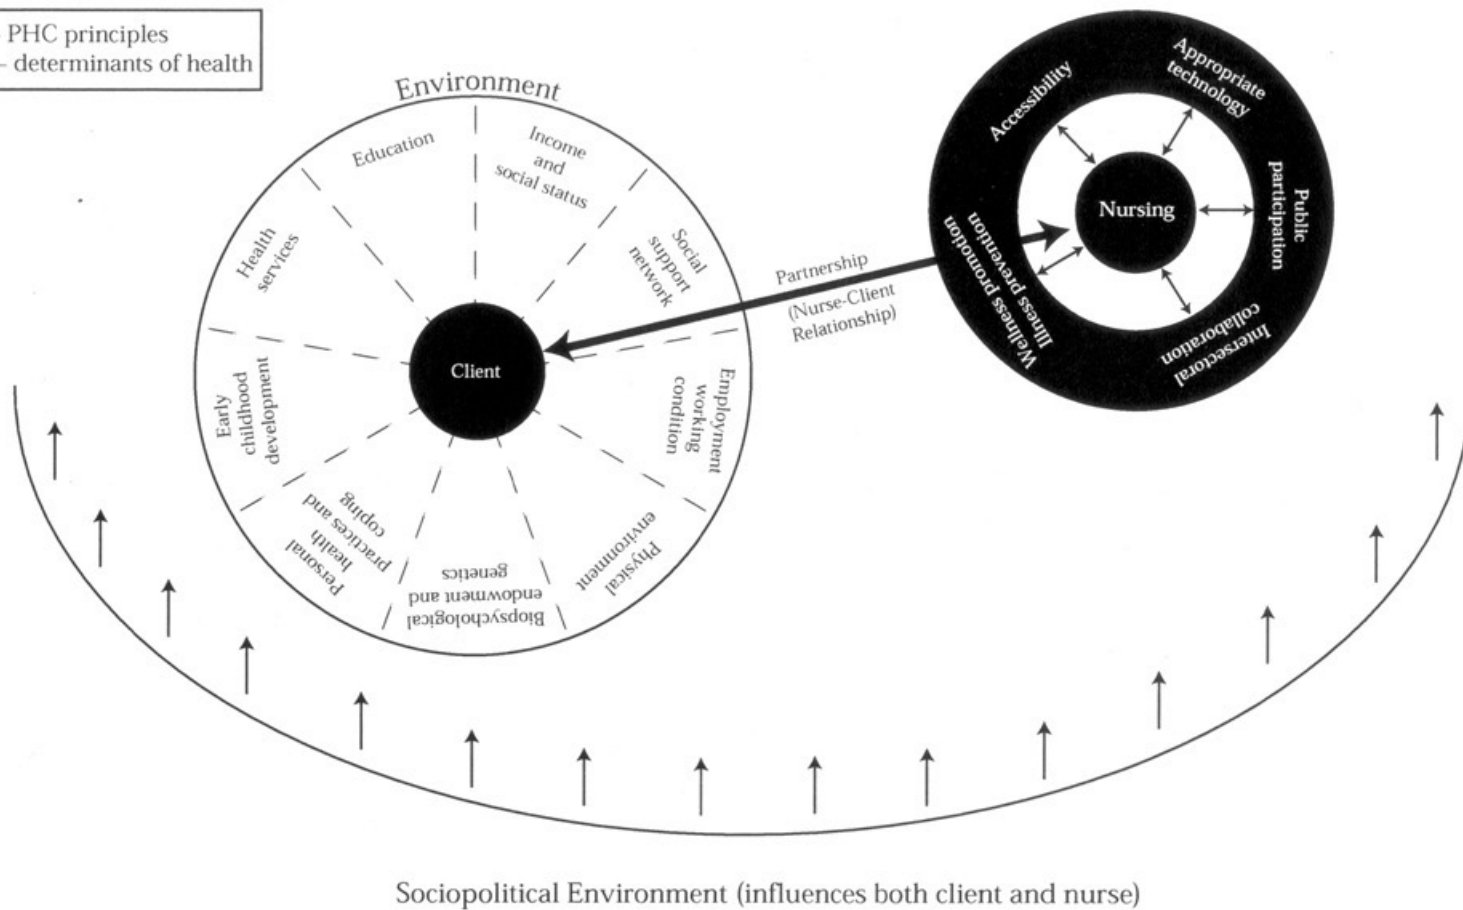 - PHC principles
– determinants of health
Environment
Education
Income
and
social status
Social
support
network
Employment
working
condition
Physical
environment
Biopsychological
endowment and
genetics
Personal
health
practices and
coping
Early
childhood
development
Health
services
Client
Partnership
(Nurse-Client
Relationship)
Nursing
Accessibility
Appropriate
technology
Public
participation
Intersectoral
collaboration
Wellness promotion
Illness prevention
Sociopolitical Environment (influences both client and nurse)